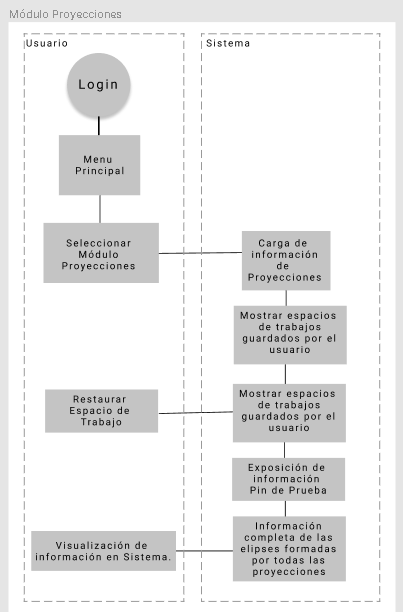 Módulo Proyecciones
Usuario
Sistema
Login
Menu
Principal
Seleccionar
Módulo
Proyecciones
Carga de
información
de
Proyecciones
Mostrar espacios
de trabajos
guardados por el
usuario
Restaurar
Espacio de
Trabajo
Mostrar espacios
de trabajos
guardados por el
usuario
Exposición de
información
Pin de Prueba
Visualización de
información en Sistema.
Información
completa de las
elipses formadas
por todas las
proyecciones